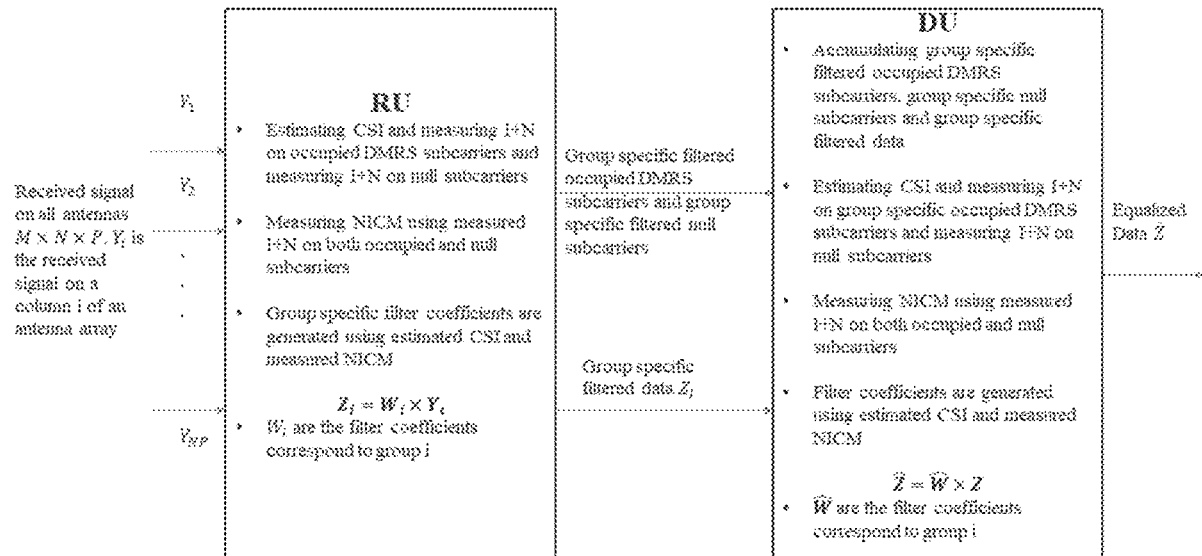 Received signal
on all antennas
M × N × P. Yᵢ is
the received
signal on a
column i of an
antenna array
Y₁
Y₂
Y_NP
RU
• Estimating CSI and measuring I+N
on occupied DMRS subcarriers and
measuring I+N on null subcarriers
• Measuring NICM using measured
I+N on both occupied and null
subcarriers
• Group specific filter coefficients are
generated using estimated CSI and
measured NICM
Zᵢ = Wᵢ × Yᵢ
• Wᵢ are the filter coefficients
correspond to group i
Group specific filtered
occupied DMRS
subcarriers and group
specific filtered null
subcarriers
Group specific
filtered data Zᵢ
DU
• Accumulating group specific
filtered occupied DMRS
subcarriers, group specific null
subcarriers and group specific
filtered data
• Estimating CSI and measuring I+N
on group specific occupied DMRS
subcarriers and measuring I+N on
null subcarriers
• Measuring NICM using measured
I+N on both occupied and null
subcarriers
• Filter coefficients are generated
using estimated CSI and measured
NICM
Ẑ = Ŵ × Z
• Ŵ are the filter coefficients
correspond to group i
Equalized
Data Ẑ